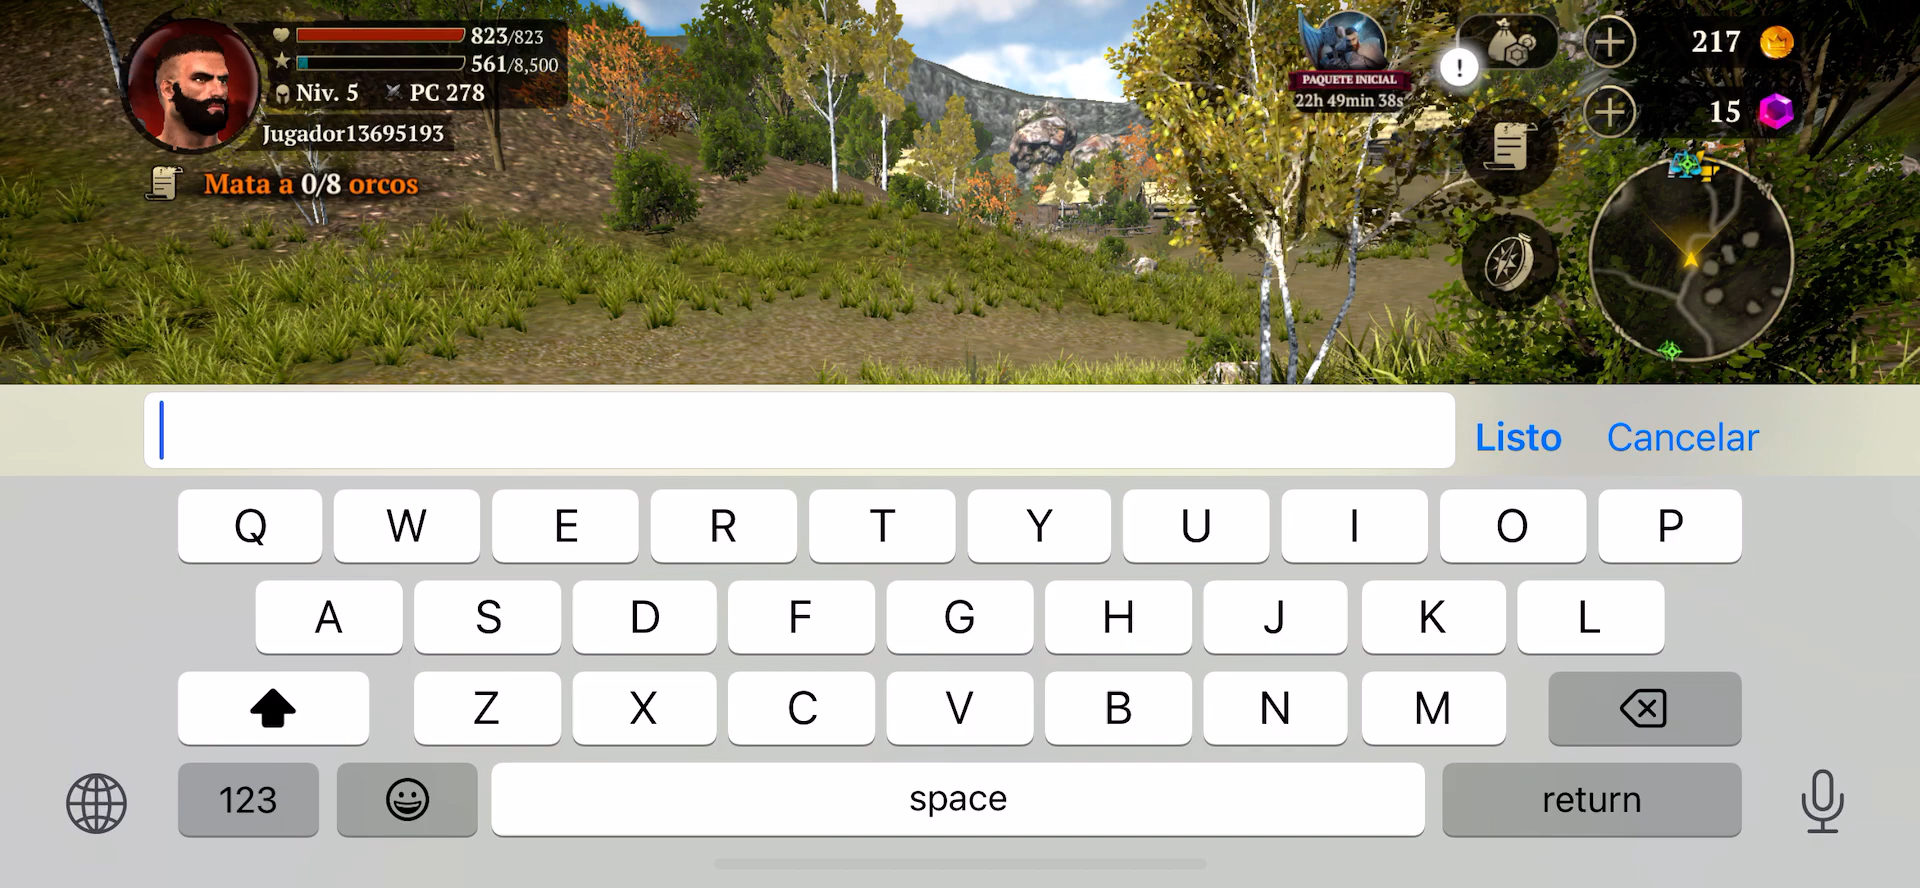 823/823
561/8,500
Niv. 5 PC 278
Jugador13695193
Mata a 0/8 orcos
PAQUETE INICIAL
22h 49min 38s
!
217
15
Listo Cancelar
Q W E R T Y U I O P
A S D F G H J K L
Z X C V B N M
123 space return